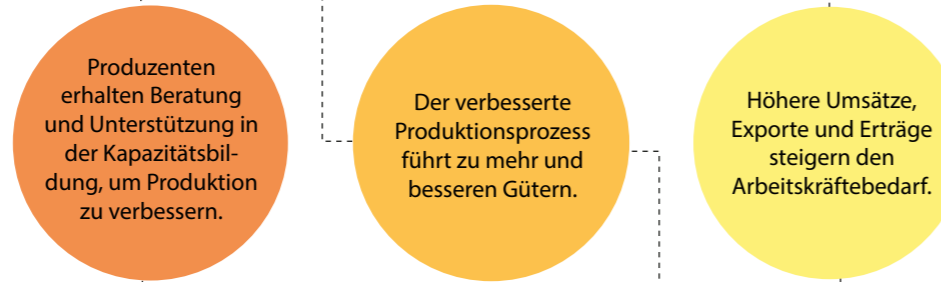 Produzenten
erhalten Beratung
und Unterstützung in
der Kapazitätsbil-
dung, um Produktion
zu verbessern.
Der verbesserte
Produktionsprozess
führt zu mehr und
besseren Gütern.
Höhere Umsätze,
Exporte und Erträge
steigern den
Arbeitskräftebedarf.